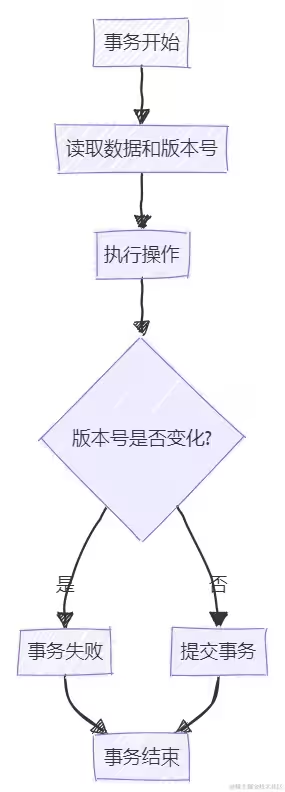 事务开始
读取数据和版本号
执行操作
版本号是否变化?
是
否
事务失败
提交事务
事务结束
@稀土掘金技术社区